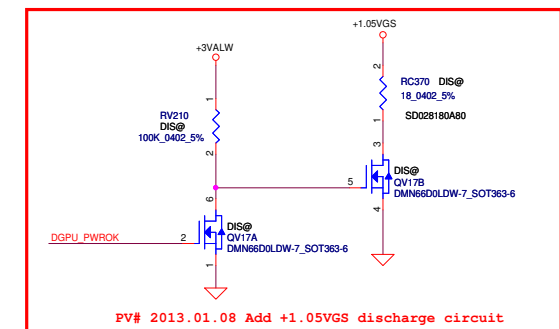 +1.05VGS
+3VALW
2
RC370 DIS@
18_0402_5%
1
SD028180A80
1
RV210
DIS@
100K_0402_5%
2
3
DIS@
5
QV17B
DMN66D0LDW-7_SOT363-6
4
6
DIS@
DGPU_PWROK
2
QV17A
DMN66D0LDW-7_SOT363-6
1
PV# 2013.01.08 Add +1.05VGS discharge circuit